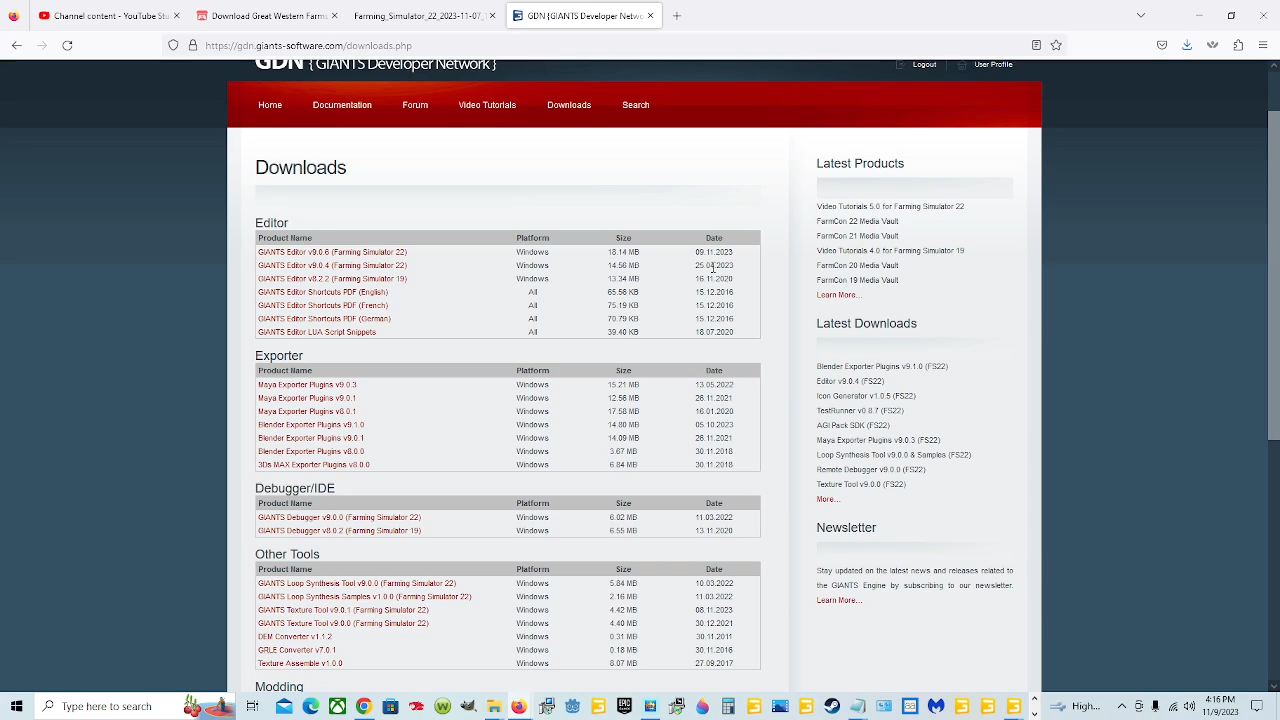 Channel content - YouTube Stu
Download Great Western Farms
Farming_Simulator_22_2023-11-07_
GDN {GIANTS Developer Netwo
https://gdn.giants-software.com/downloads.php
GDN {GIANTS Developer Network}
Logout
User Profile
Home Documentation Forum Video Tutorials Downloads Search
Downloads
Editor
Product Name Platform Size Date
GIANTS Editor v9.0.6 (Farming Simulator 22) Windows 18.14 MB 09.11.2023
GIANTS Editor v9.0.4 (Farming Simulator 22) Windows 14.56 MB
GIANTS Editor v8.2.2 (Farming Simulator 19) Windows 13.34 MB 16.11.2020
GIANTS Editor Shortcuts PDF (English) All 65.56 KB 15.12.2016
GIANTS Editor Shortcuts PDF (French) All 75.19 KB 15.12.2016
GIANTS Editor Shortcuts PDF (German) All 70.79 KB 15.12.2016
GIANTS Editor LUA Script Snippets All 39.40 KB 18.07.2020
Exporter
Product Name Platform Size Date
Maya Exporter Plugins v9.0.3 Windows 15.21 MB 13.05.2022
Maya Exporter Plugins v9.0.1 Windows 12.56 MB 26.11.2021
Maya Exporter Plugins v8.0.1 Windows 17.58 MB 16.01.2020
Blender Exporter Plugins v9.1.0 Windows 14.80 MB 05.10.2023
Blender Exporter Plugins v9.0.1 Windows 14.09 MB 26.11.2021
Blender Exporter Plugins v8.0.0 Windows 3.67 MB 30.11.2018
3Ds MAX Exporter Plugins v8.0.0 Windows 6.84 MB 30.11.2018
Debugger/IDE
Product Name Platform Size Date
GIANTS Debugger v9.0.0 (Farming Simulator 22) Windows 6.02 MB 11.03.2022
GIANTS Debugger v8.0.2 (Farming Simulator 19) Windows 6.55 MB 13.11.2020
Other Tools
Product Name Platform Size Date
GIANTS Loop Synthesis Tool v9.0.0 (Farming Simulator 22) Windows 5.84 MB 10.03.2022
GIANTS Loop Synthesis Samples v1.0.0 (Farming Simulator 22) Windows 2.16 MB 11.03.2022
GIANTS Texture Tool v9.0.1 (Farming Simulator 22) Windows 4.42 MB 08.11.2023
GIANTS Texture Tool v9.0.0 (Farming Simulator 22) Windows 4.40 MB 30.12.2021
DEM Converter v1.1.2 Windows 0.31 MB 30.11.2011
GRLE Converter v7.0.1 Windows 0.18 MB 30.11.2016
Texture Assemble v1.0.0 Windows 8.07 MB 27.09.2017
Modding
Latest Products
Video Tutorials 5.0 for Farming Simulator 22
FarmCon 22 Media Vault
FarmCon 21 Media Vault
Video Tutorials 4.0 for Farming Simulator 19
FarmCon 20 Media Vault
FarmCon 19 Media Vault
Learn More...
Latest Downloads
Blender Exporter Plugins v9.1.0 (FS22)
Editor v9.0.4 (FS22)
Icon Generator v1.0.5 (FS22)
TestRunner v0.8.7 (FS22)
AGI Pack SDK (FS22)
Maya Exporter Plugins v9.0.3 (FS22)
Loop Synthesis Tool v9.0.0 & Samples (FS22)
Remote Debugger v9.0.0 (FS22)
Texture Tool v9.0.0 (FS22)
More...
Newsletter
Stay updated on the latest news and releases related to
the GIANTS Engine by subscribing to our newsletter.
Learn More...
Type here to search
High...
4:16 PM
11/9/2023